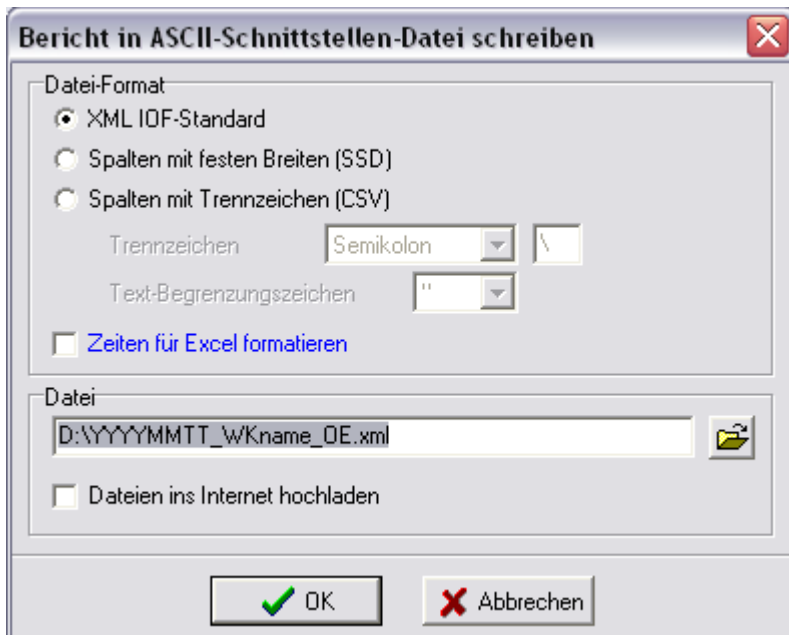 Bericht in ASCII-Schnittstellen-Datei schreiben
Datei-Format
XML IOF-Standard
Spalten mit festen Breiten (SSD)
Spalten mit Trennzeichen (CSV)
Trennzeichen Semikolon \
Text-Begrenzungszeichen "
Zeiten für Excel formatieren
Datei
D:\YYYYMMTT_WKname_OE.xml
Dateien ins Internet hochladen
OK Abbrechen